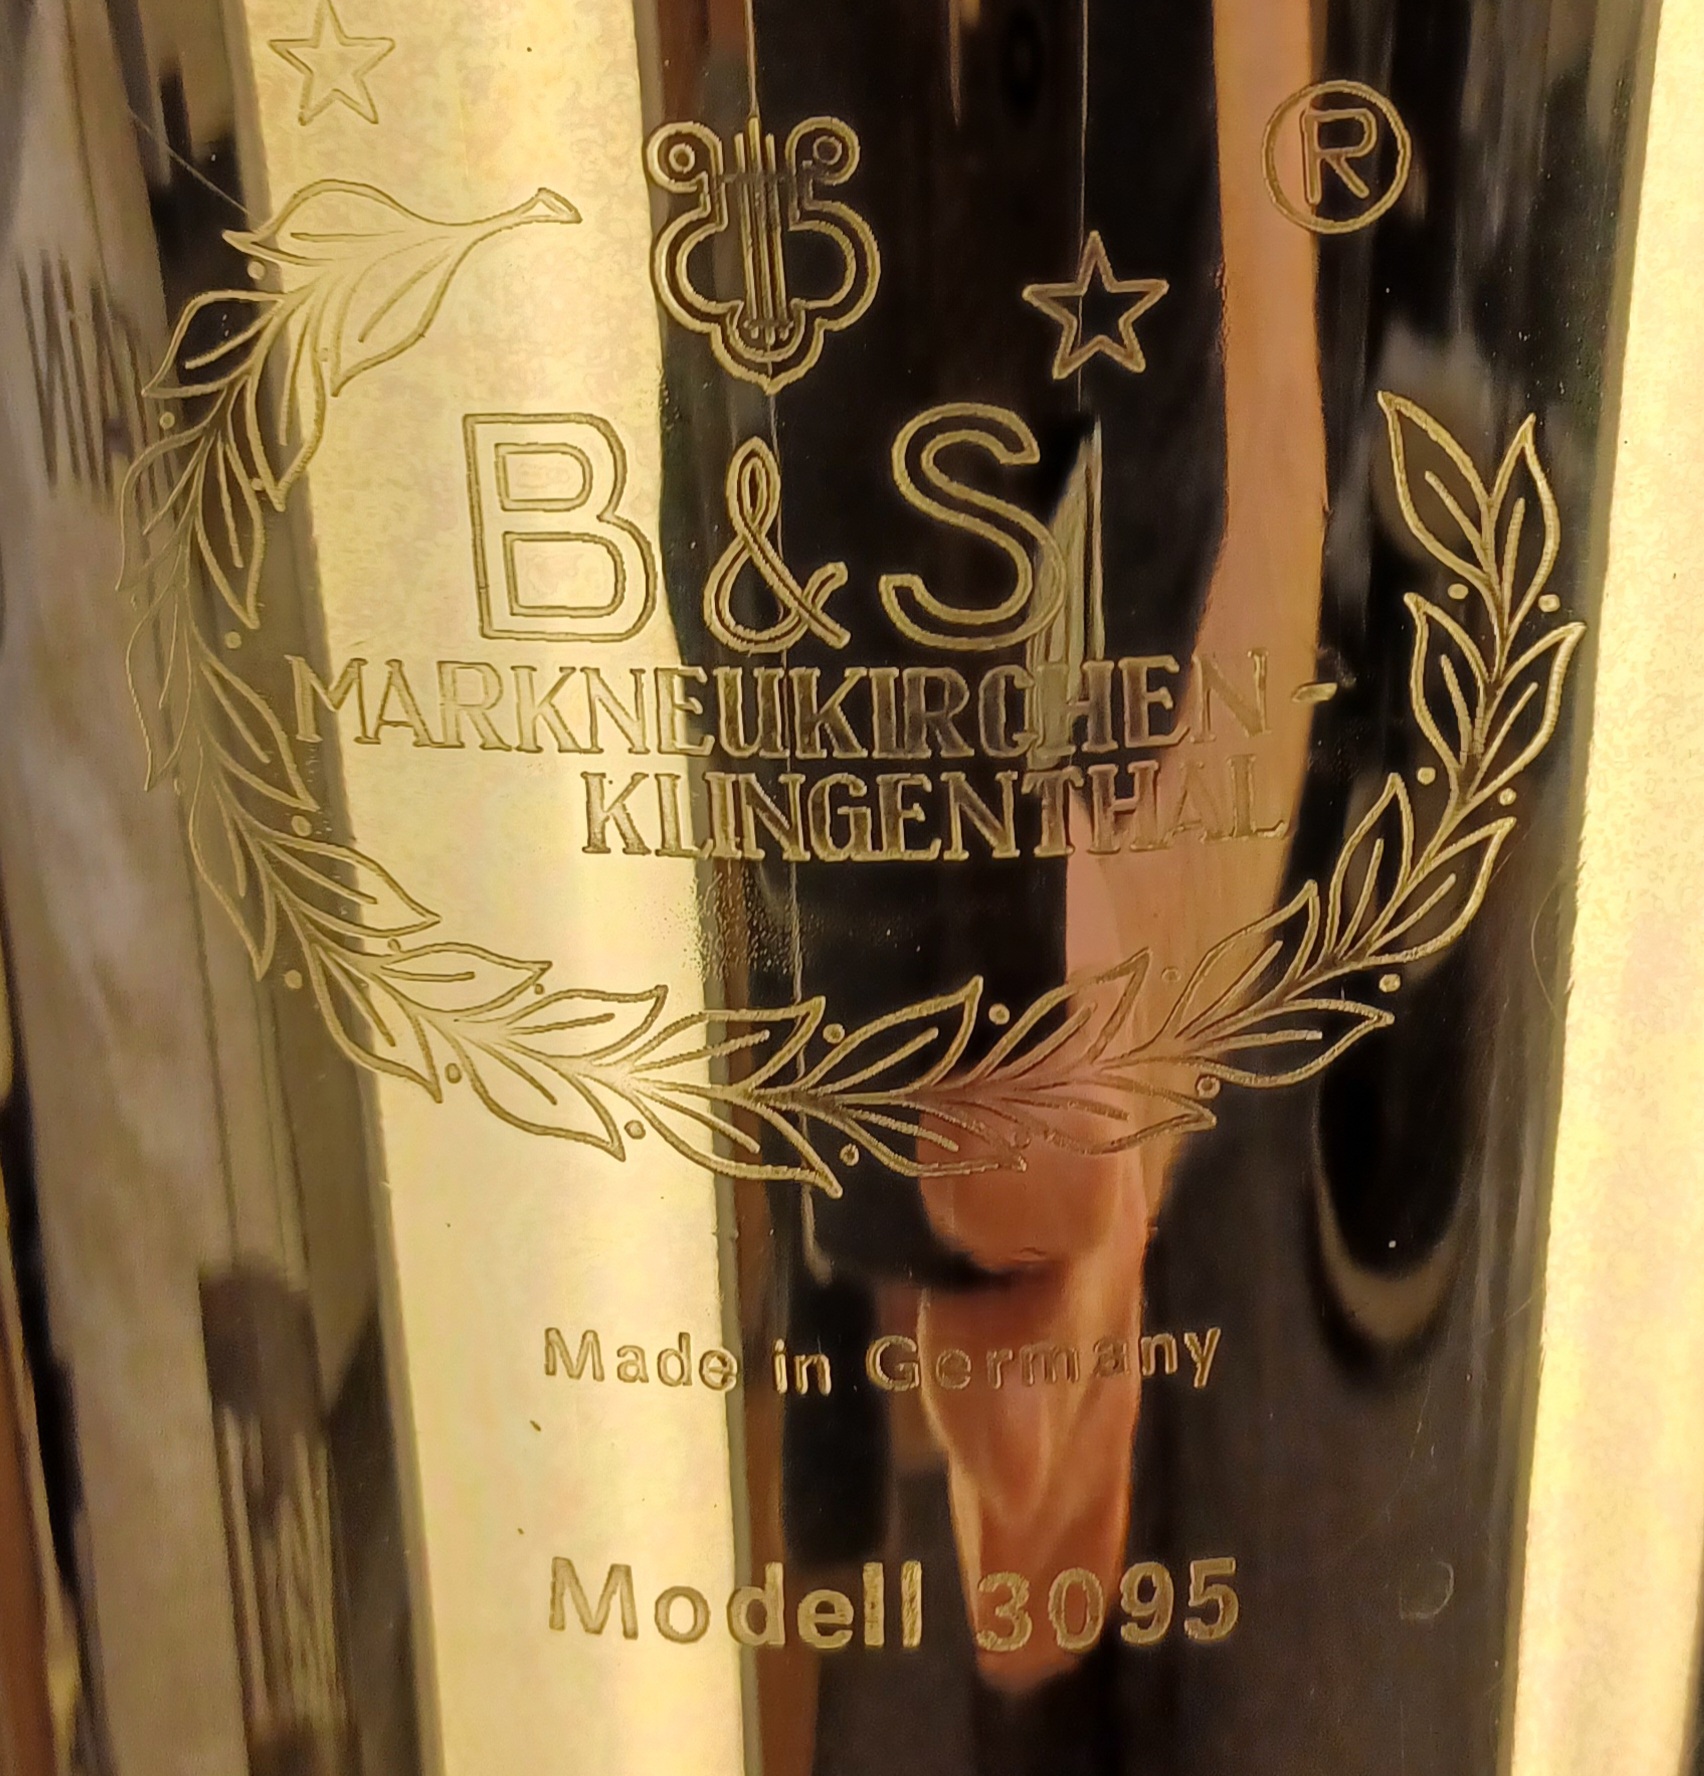 ®
B & S
MARKNEUKIRCHEN-
KLINGENTHAL
Made in Germany
Modell 3095